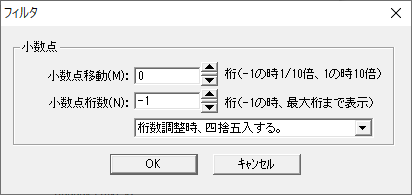 フィルタ
小数点
小数点移動(M): 0 桁(-1の時1/10倍、1の時10倍)
小数点桁数(N): -1 桁(-1の時、最大桁まで表示)
桁数調整時、四捨五入する。
OK キャンセル